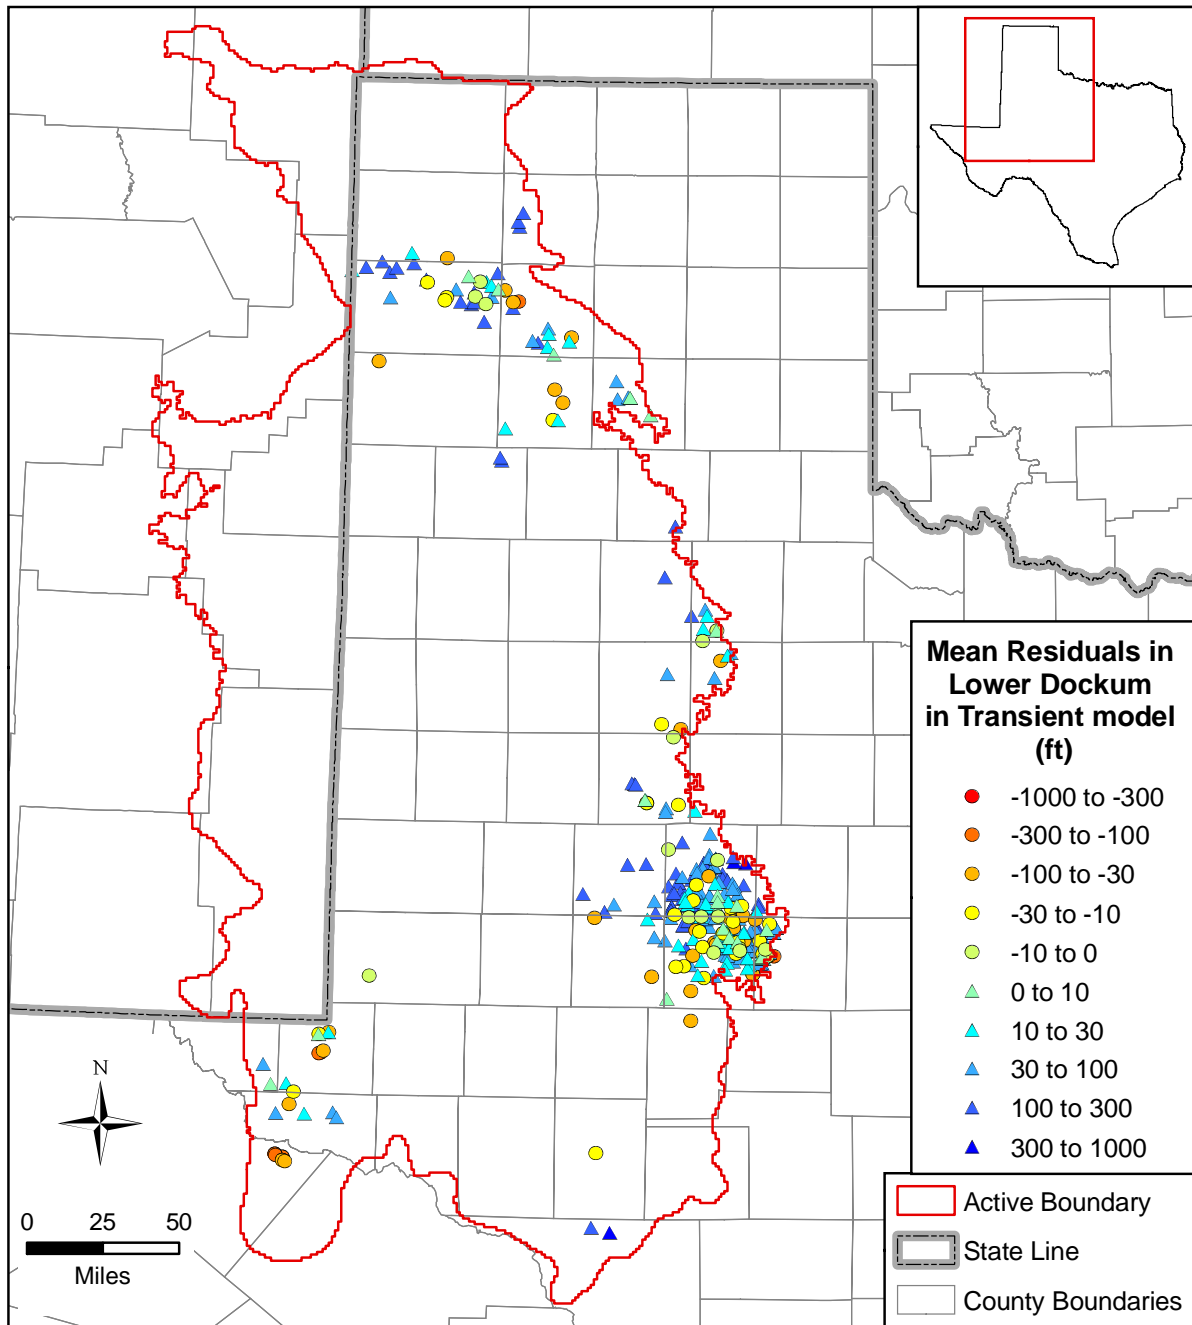 Mean Residuals in
Lower Dockum
in Transient model
(ft)
-1000 to -300
-300 to -100
-100 to -30
-30 to -10
-10 to 0
0 to 10
10 to 30
30 to 100
100 to 300
300 to 1000
N
0 25 50
Miles
Active Boundary
State Line
County Boundaries